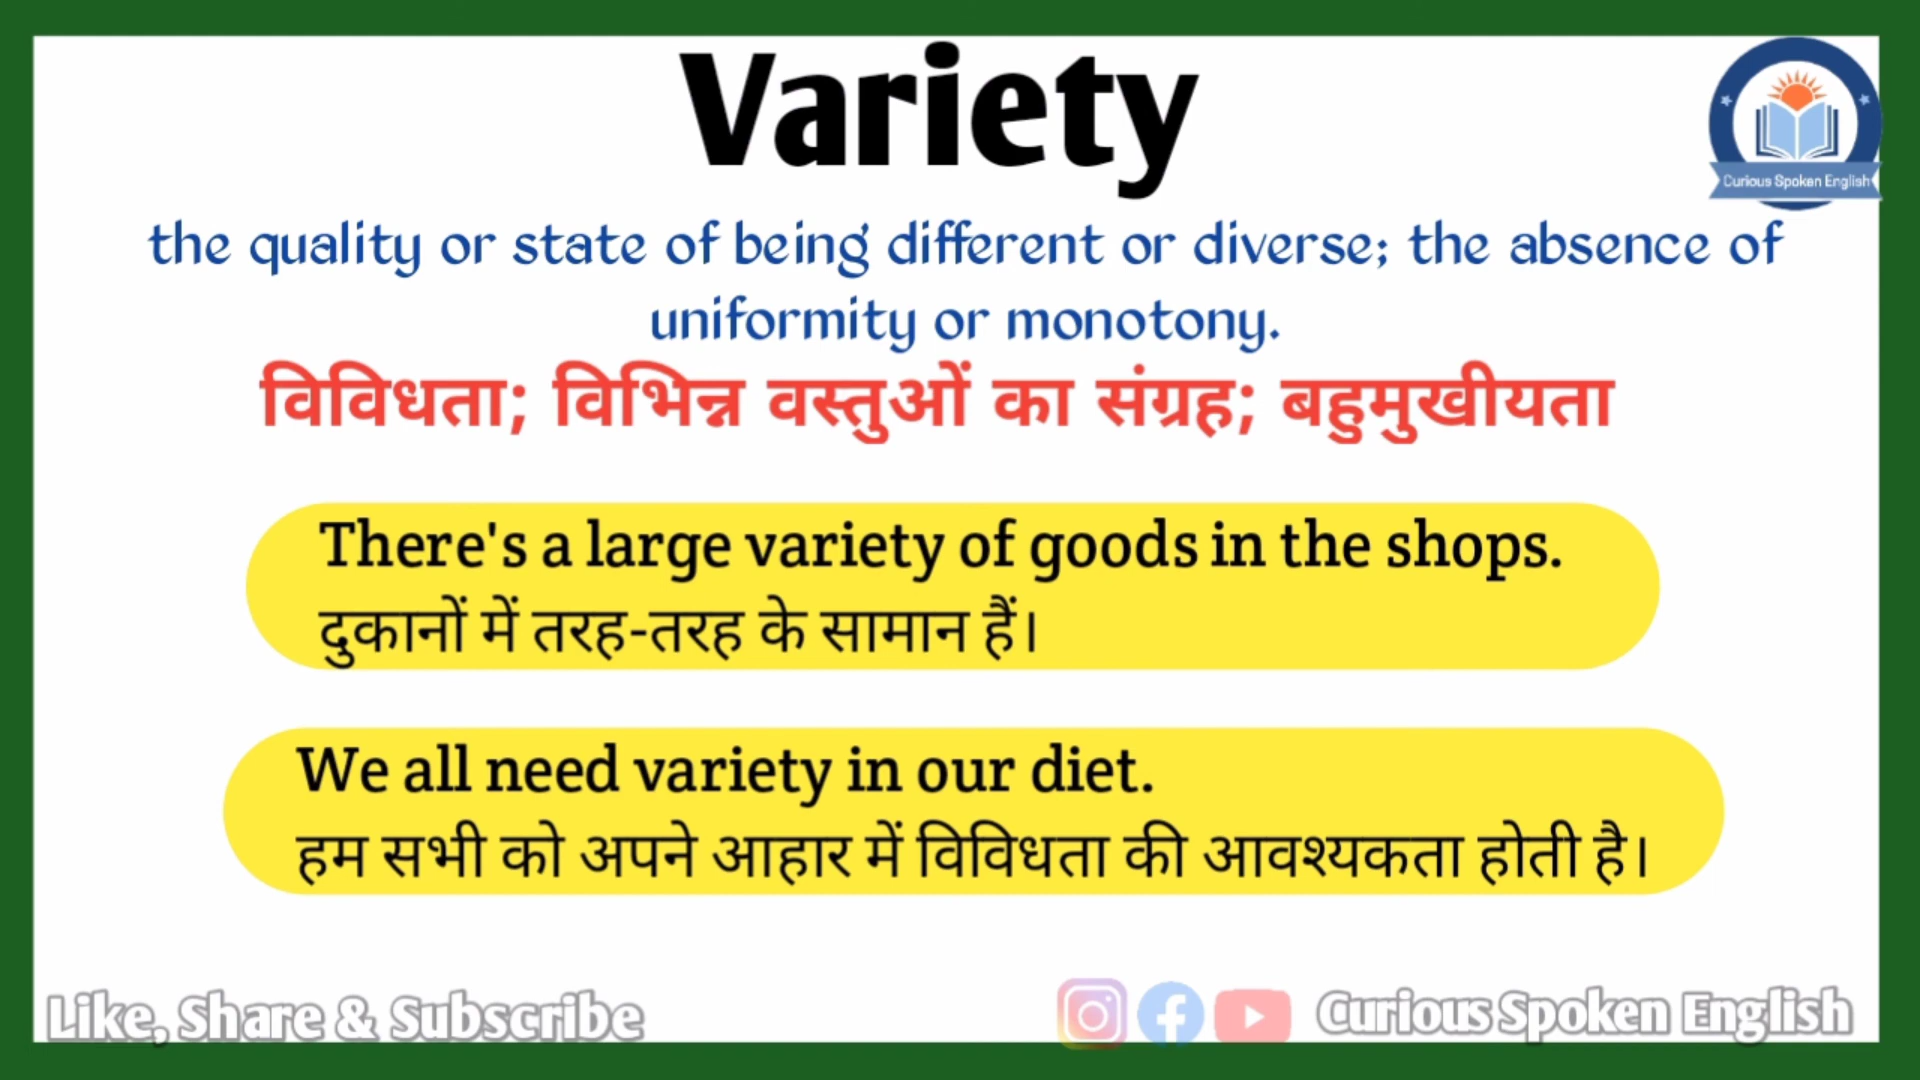 Variety
Curious Spoken English
the quality or state of being different or diverse; the absence of
uniformity or monotony.
विविधता; विभिन्न वस्तुओं का संग्रह; बहुमुखीयता
There's a large variety of goods in the shops.
दुकानों में तरह-तरह के सामान हैं।
We all need variety in our diet.
हम सभी को अपने आहार में विविधता की आवश्यकता होती है।
Like, Share & Subscribe
Curious Spoken English